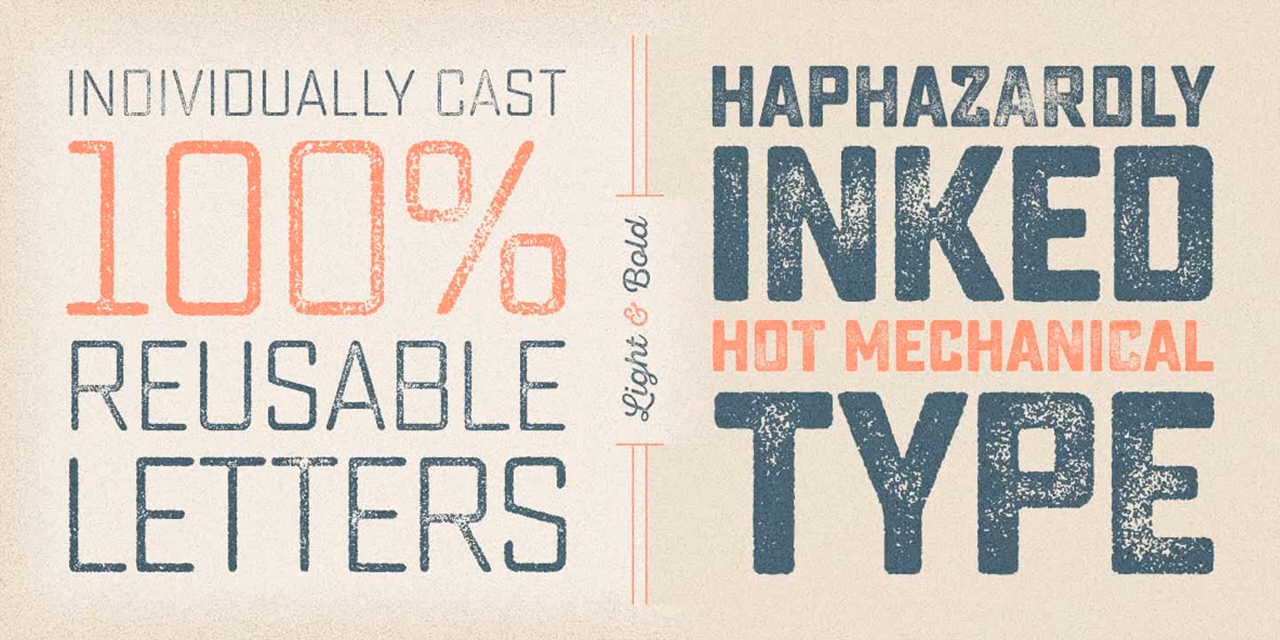 INDIVIDUALLY CAST
100%
REUSABLE
LETTERS
Light & Bold
HAPHAZARDLY
INKED
HOT MECHANICAL
TYPE